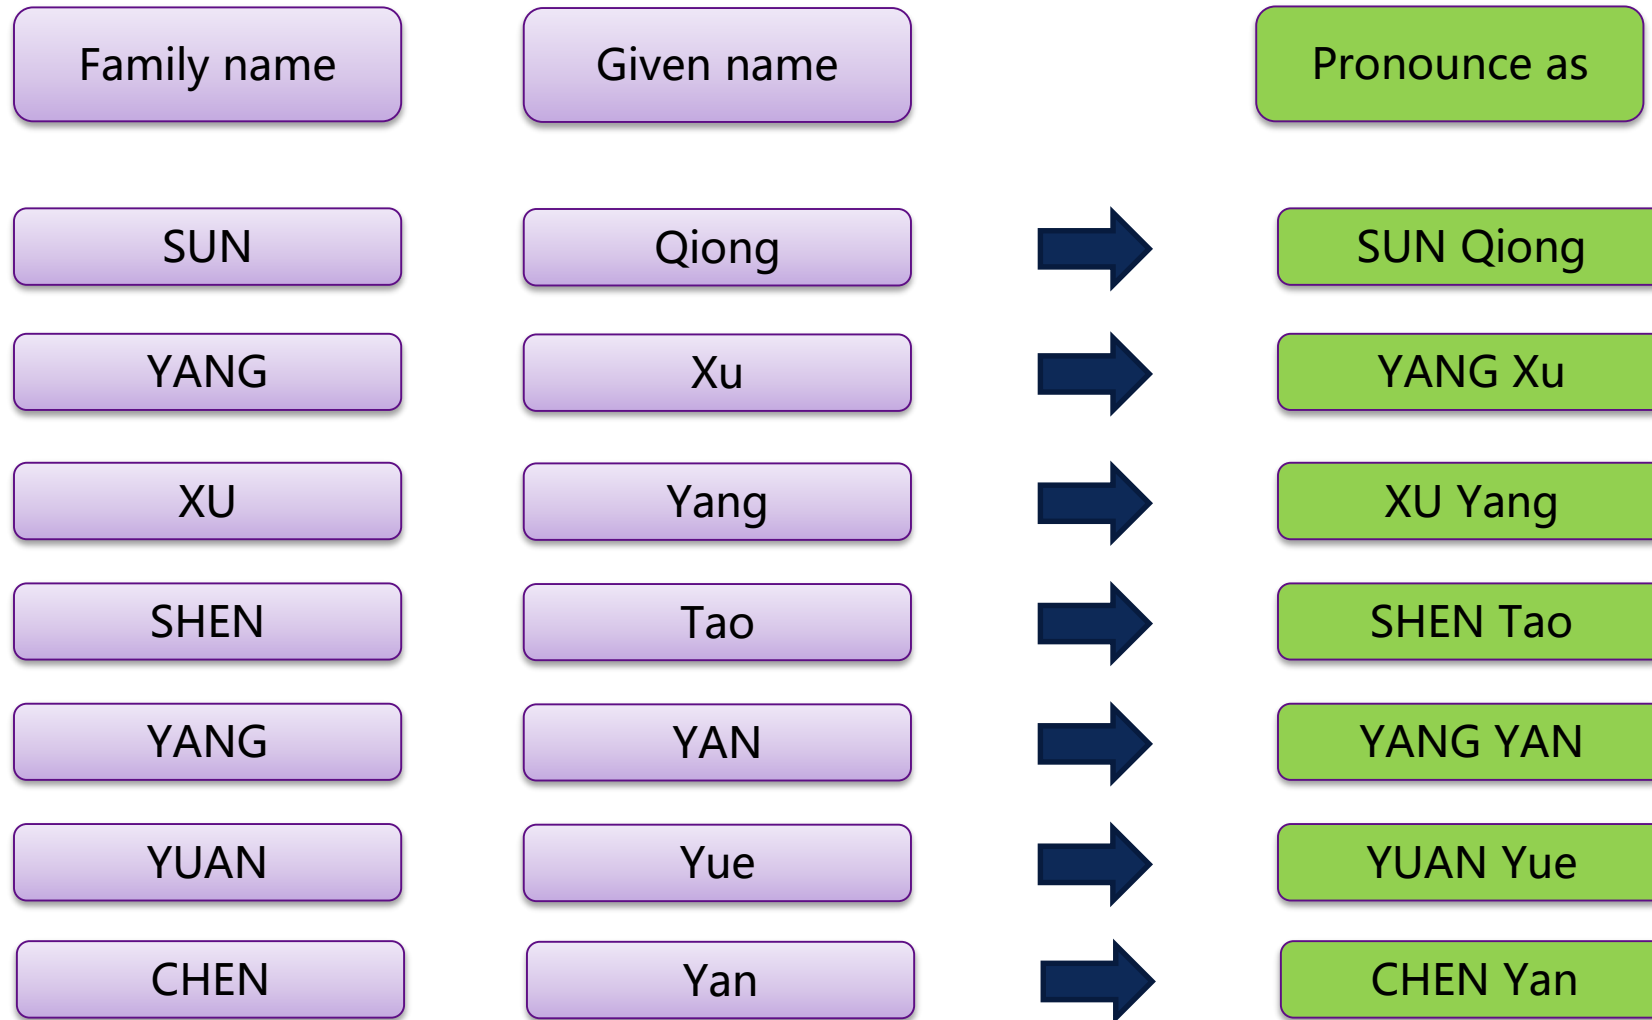 Family name Given name Pronounce as
SUN Qiong SUN Qiong
YANG Xu YANG Xu
XU Yang XU Yang
SHEN Tao SHEN Tao
YANG YAN YANG YAN
YUAN Yue YUAN Yue
CHEN Yan CHEN Yan